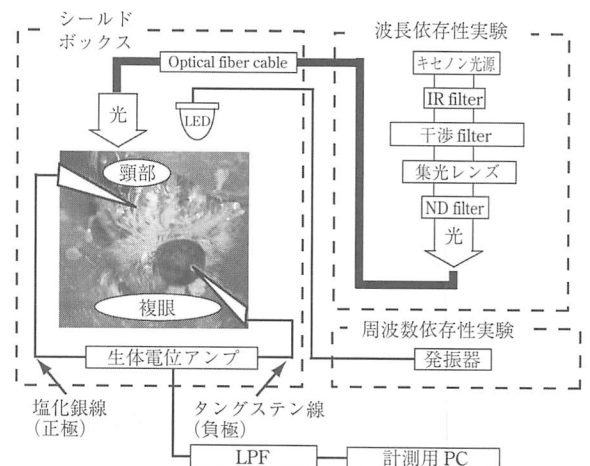 シールド
ボックス
Optical fiber cable
光
LED
頸部
複眼
生体電位アンプ
塩化銀線
(正極)
タングステン線
(負極)
LPF
計測用 PC
波長依存性実験
キセノン光源
IR filter
干渉 filter
集光レンズ
ND filter
光
周波数依存性実験
発振器